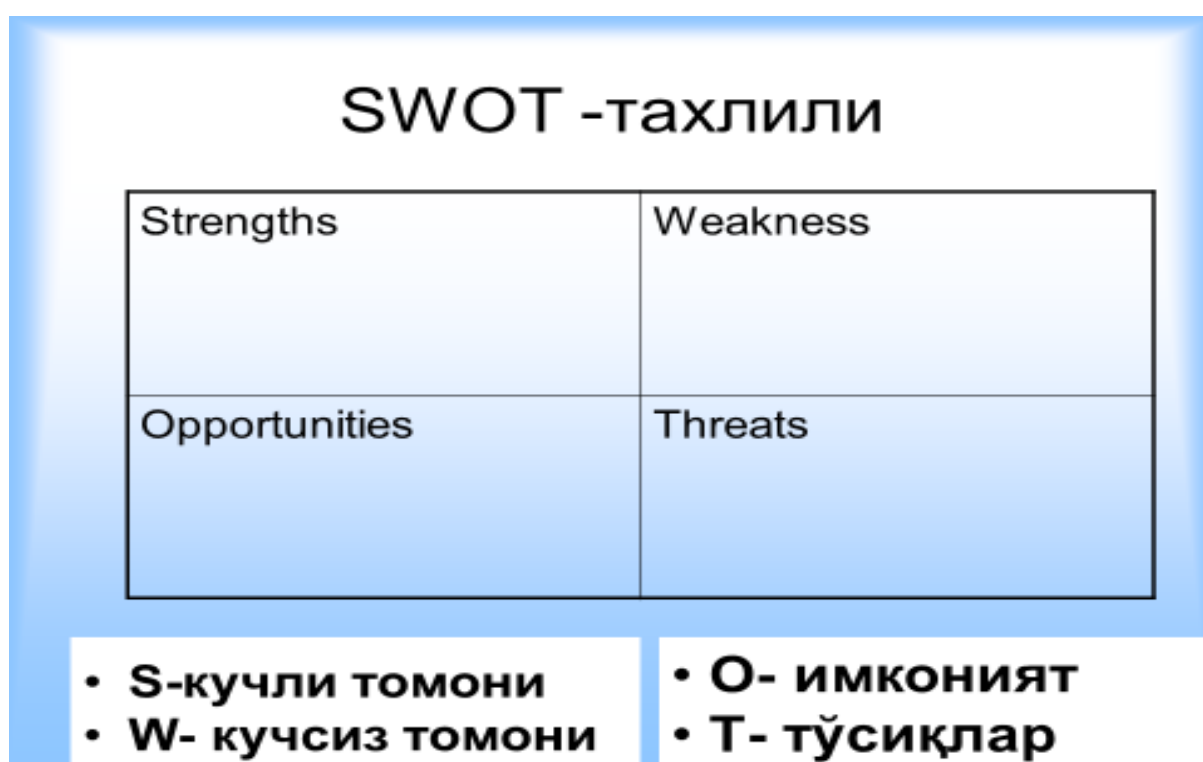 SWOT -тахлили
Strengths
Weakness
Opportunities
Threats
• S-кучли томони
• W- кучсиз томони
• O- имконият
• T- тўсиқлар